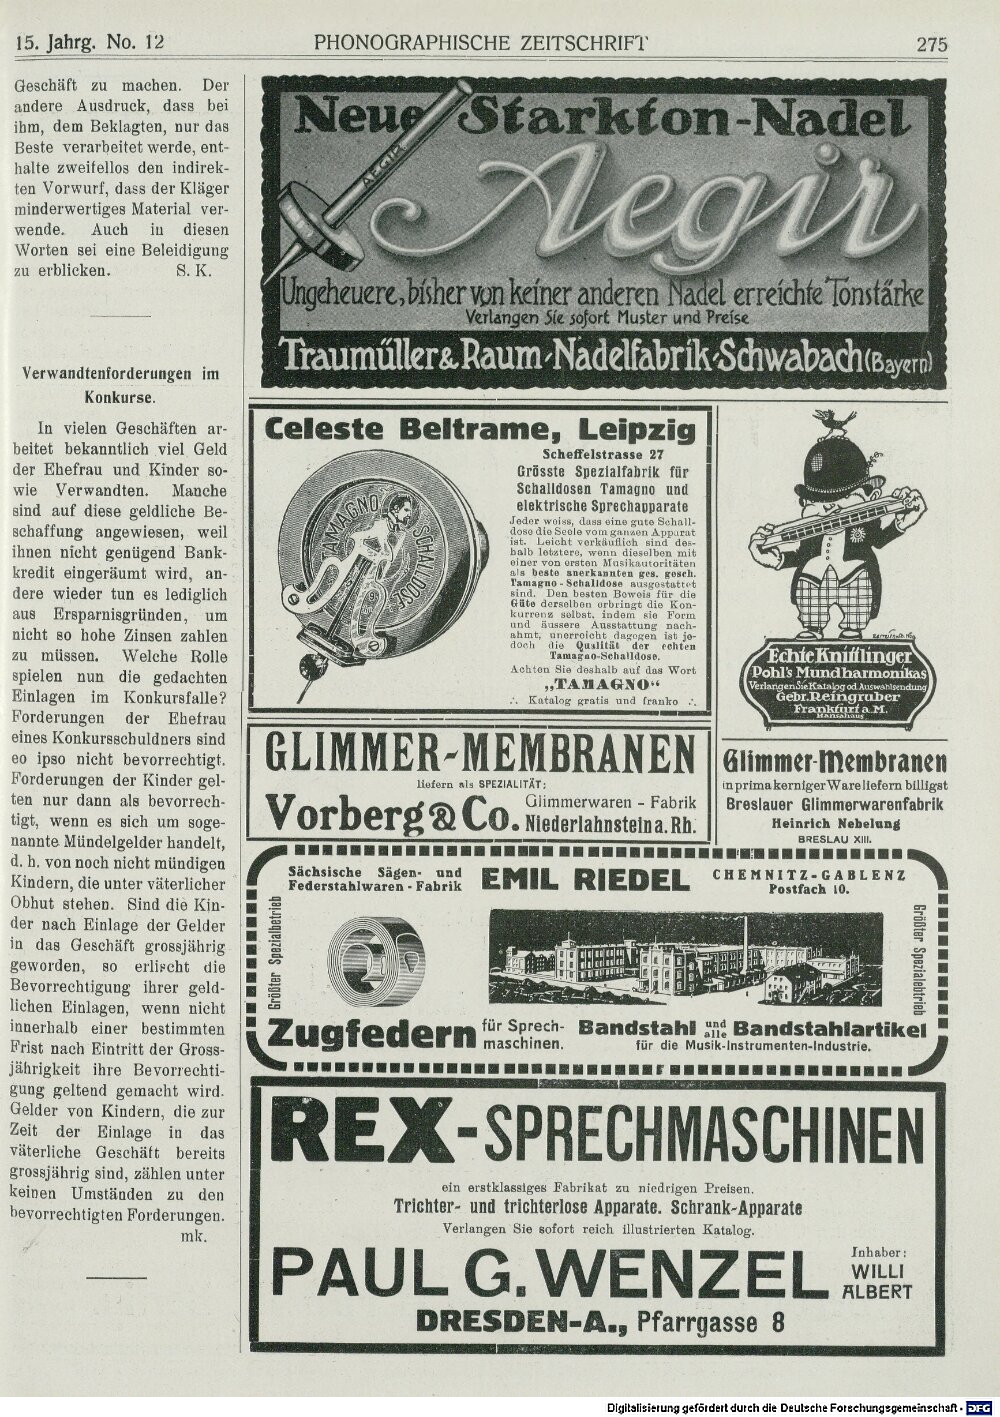 15. Jahrg. No. 12
PHONOGRAPHISCHE ZEITSCHRIFT
275
Geschäft zu machen. Der
andere Ausdruck, dass bei
ihm, dem Beklagten, nur das
Beste verarbeitet werde, ent-
halte zweifellos den indirek-
ten Vorwurf, dass der Kläger
minderwertiges Material ver-
wende. Auch in diesen
Worten sei eine Beleidigung
zu erblicken. S. K.
Verwandtenforderungen im
Konkurse.
In vielen Geschäften ar-
beitet bekanntlich viel Geld
der Ehefrau und Kinder so-
wie Verwandten. Manche
sind auf diese geldliche Be-
schaffung angewiesen, weil
ihnen nicht genügend Bank-
kredit eingeräumt wird, an-
dere wieder tun es lediglich
aus Ersparnisgründen, um
nicht so hohe Zinsen zahlen
zu müssen. Welche Rolle
spielen nun die gedachten
Einlagen im Konkursfalle?
Forderungen der Ehefrau
eines Konkursschuldners sind
eo ipso nicht bevorrechtigt.
Forderungen der Kinder gel-
ten nur dann als bevorrech-
tigt, wenn es sich um soge-
nannte Mündelgelder handelt,
d. h. von noch nicht mündigen
Kindern, die unter väterlicher
Obhut stehen. Sind die Kin-
der nach Einlage der Gelder
in das Geschäft grossjährig
geworden, so erlischt die
Bevorrechtigung ihrer geld-
lichen Einlagen, wenn nicht
innerhalb einer bestimmten
Frist nach Eintritt der Gross-
jährigkeit ihre Bevorrechti-
gung geltend gemacht wird.
Gelder von Kindern, die zur
Zeit der Einlage in das
väterliche Geschäft bereits
grossjährig sind, zählen unter
keinen Umständen zu den
bevorrechtigten Forderungen.
mk.
Neue Starkton-Nadel
AEGIR
Aegir
Ungeheuere, bisher von keiner anderen Nadel erreichte Tonstärke
Verlangen Sie sofort Muster und Preise
Traumüller & Raum-Nadelfabrik-Schwabach (Bayern)
Celeste Beltrame, Leipzig
Scheffelstrasse 27
Grösste Spezialfabrik für
Schalldosen Tamagno und
elektrische Sprechapparate
TAMAGNO SCHALLDOSE
Jeder weiss, dass eine gute Schall-
dose die Seele vom ganzen Apparat
ist. Leicht verkäuflich sind des-
halb letztere, wenn dieselben mit
einer von ersten Musikautoritäten
als beste anerkannten ges. gesch.
Tamagno-Schalldose ausgestattet
sind. Den besten Beweis für die
Güte derselben erbringt die Kon-
kurrenz selbst, indem sie Form
und äussere Ausstattung nach-
ahmt, unerreicht dagegen ist je-
doch die Qualität der echten
Tamagno-Schalldose.
Achten Sie deshalb auf das Wort
„TAMAGNO“
∴ Katalog gratis und franko ∴
Echte Knittlinger
Pohl's Mundharmonikas
Verlangen Sie Katalog od. Auswahlsendung
Gebr. Reingruber
Frankfurt a. M.
Hansahaus
GLIMMER-MEMBRANEN
liefern als SPEZIALITÄT:
Vorberg & Co. Glimmerwaren-Fabrik
Niederlahnstein a. Rh.
Glimmer-Membranen
in prima kerniger Ware liefern billigst
Breslauer Glimmerwarenfabrik
Heinrich Nebelung
BRESLAU XIII.
Sächsische Sägen- und
Federstahlwaren-Fabrik
EMIL RIEDEL
CHEMNITZ-GABLENZ
Postfach 10.
Größter Spezialbetrieb
Größter Spezialbetrieb
Zugfedern für Sprech-
maschinen.
Bandstahl und alle Bandstahlartikel
für die Musik-Instrumenten-Industrie.
REX-SPRECHMASCHINEN
ein erstklassiges Fabrikat zu niedrigen Preisen.
Trichter- und trichterlose Apparate. Schrank-Apparate
Verlangen Sie sofort reich illustrierten Katalog.
PAUL G. WENZEL
Inhaber:
WILLI
ALBERT
DRESDEN-A., Pfarrgasse 8
Digitalisierung gefördert durch die Deutsche Forschungsgemeinschaft - DFG